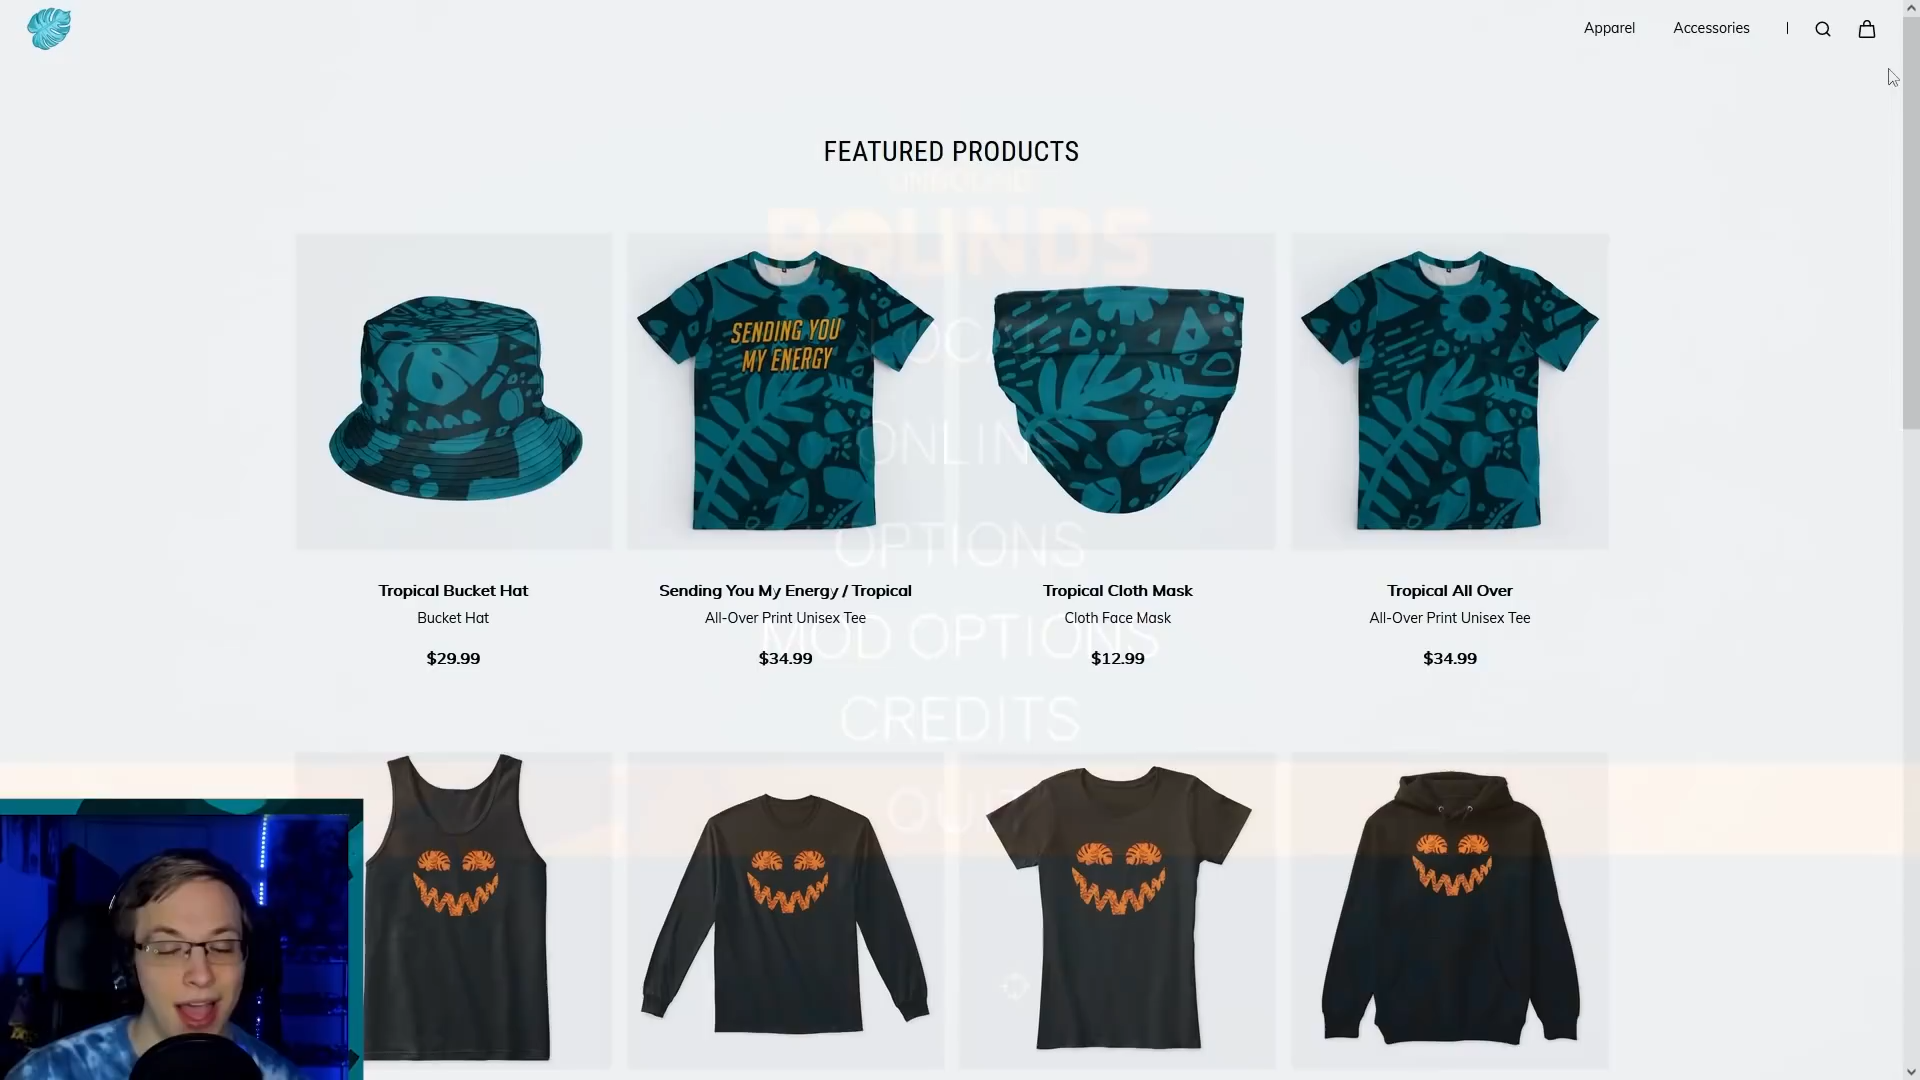 Apparel
Accessories
FEATURED PRODUCTS
ROUNDS
LOCAL
ONLINE
OPTIONS
MOD OPTIONS
CREDITS
QUIT
SENDING YOU
MY ENERGY
Tropical Bucket Hat
Bucket Hat
$29.99
Sending You My Energy / Tropical
All-Over Print Unisex Tee
$34.99
Tropical Cloth Mask
Cloth Face Mask
$12.99
Tropical All Over
All-Over Print Unisex Tee
$34.99